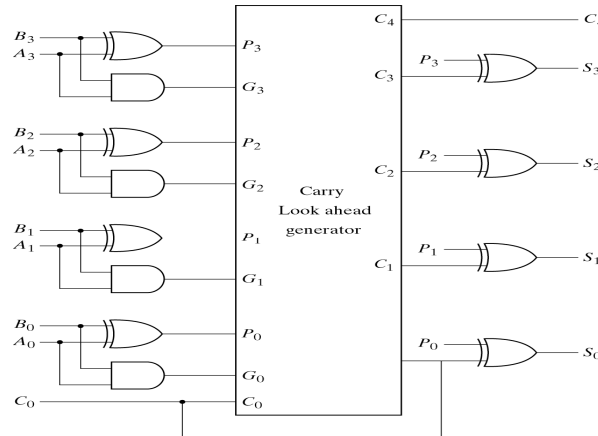 B₃
A₃
P₃
G₃
B₂
A₂
P₂
G₂
B₁
A₁
P₁
G₁
B₀
A₀
P₀
G₀
C₀
C₀
Carry
Look ahead
generator
C₄
C₃
C₂
C₁
P₃
S₃
P₂
S₂
P₁
S₁
P₀
S₀